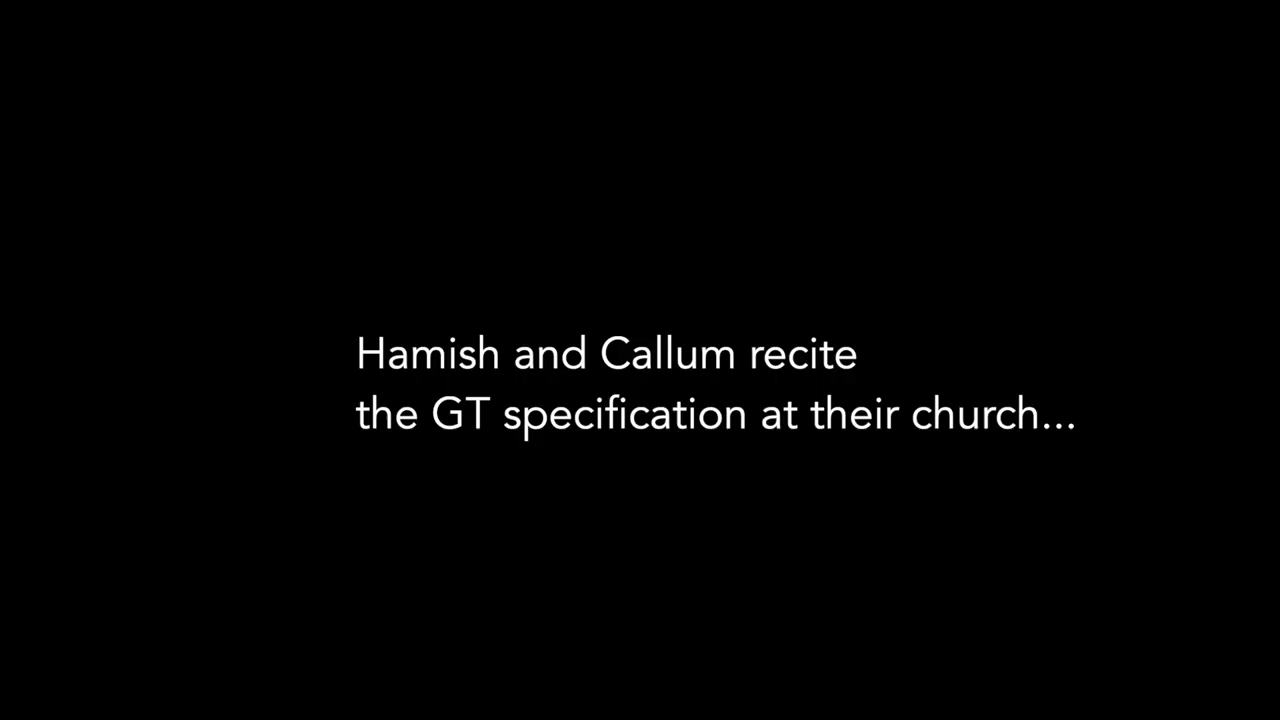 Hamish and Callum recite
the GT specification at their church...